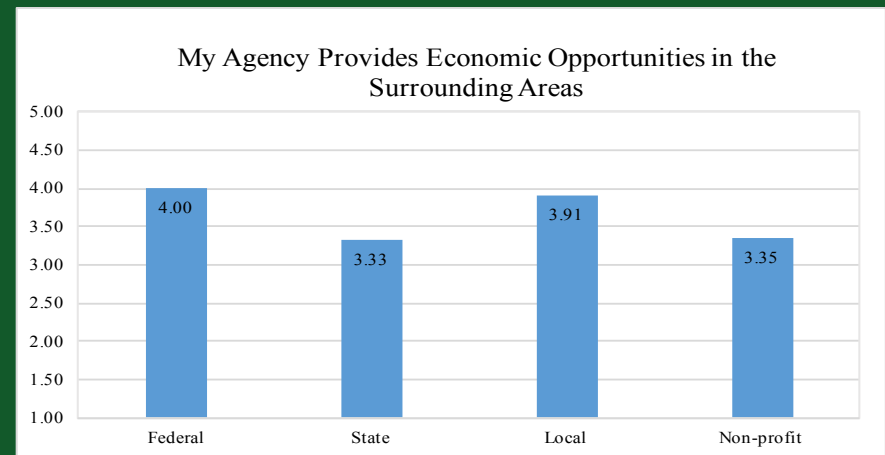 My Agency Provides Economic Opportunities in the
Surrounding Areas
5.00
4.50
4.00
3.50
3.00
2.50
2.00
1.50
1.00
4.00
3.33
3.91
3.35
Federal
State
Local
Non-profit